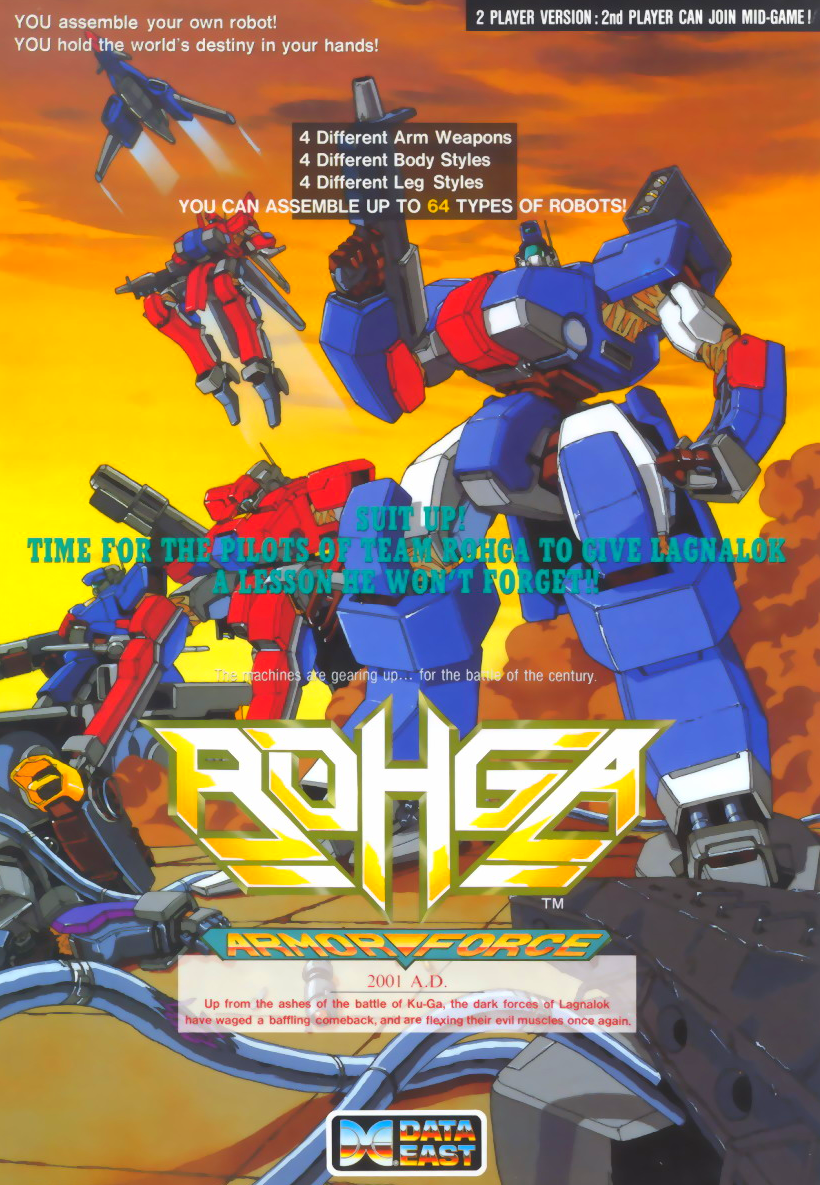 YOU assemble your own robot!
YOU hold the world's destiny in your hands!
2 PLAYER VERSION : 2nd PLAYER CAN JOIN MID-GAME !
4 Different Arm Weapons
4 Different Body Styles
4 Different Leg Styles
YOU CAN ASSEMBLE UP TO 64 TYPES OF ROBOTS!
SUIT UP!
TIME FOR THE PILOTS OF TEAM ROHGA TO GIVE LAGNALOK
A LESSON HE WON'T FORGET!!
The machines are gearing up... for the battle of the century.
ROHGA
TM
ARMOR FORCE
2001 A.D.
Up from the ashes of the battle of Ku-Ga, the dark forces of Lagnalok
have waged a baffling comeback, and are flexing their evil muscles once again.
DATA
EAST